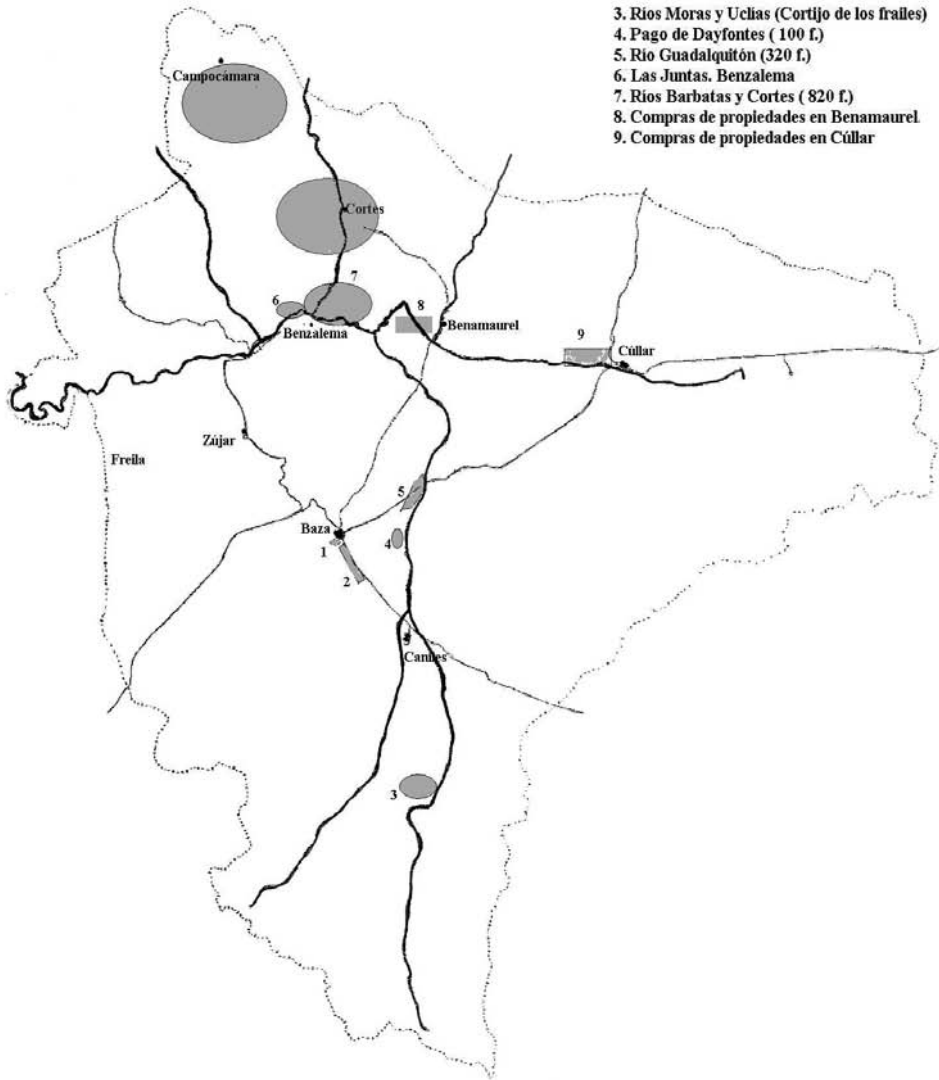 3. Ríos Moras y Uclías (Cortijo de los frailes)
4. Pago de Dayfontes ( 100 f.)
5. Río Guadalquitón (320 f.)
6. Las Juntas. Benzalema
7. Ríos Barbatas y Cortes ( 820 f.)
8. Compras de propiedades en Benamaurel
9. Compras de propiedades en Cúllar
Campocámara
Cortes
7
6
8
Benzalema
Benamaurel
9
Cúllar
Zújar
Freila
5
Baza
4
1
2
Caniles
3